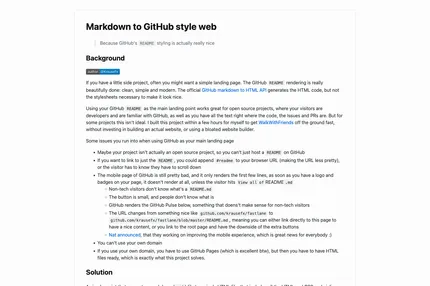 Markdown to GitHub style web
Because GitHub's README styling is actually really nice
Background
If you have a little side project, often you might want a simple landing page. The GitHub README rendering is really
beautifully done: clean, simple and modern. The official GitHub markdown to HTML API generates the HTML code, but not
the stylesheets necessary to make it look nice.
Using your GitHub README as the main landing point works great for open source projects, where your visitors are
developers and are familiar with GitHub, as well as you have all the text right where the code, the issues and PRs are. But
for some projects this isn't ideal. I built this project within a few hours for myself to get WalkWithFriends off the ground fast,
without investing in building an actual website, or using a bloated website builder.
Some issues you run into when using GitHub as your main landing page
Maybe your project isn't actually an open source project, so you can't just host a README on GitHub
If you want to link to just the README, you could append #readme to your browser URL (making the URL less pretty),
or the visitor has to know they have to scroll down
The mobile page of GitHub is still pretty bad, and it only renders the first few lines, as soon as you have a logo and
badges on your page, it doesn't render at all, unless the visitor hits View all of README.md.
Non-tech visitors don't know what's a README.md
The button is small, and people don't know what is
GitHub renders the GitHub Pulse below, something that doens't make sense for non-tech visitors
The URL changes from something nice like github.com/krausefx/fastlane to
github.com/krausefx/fastlane/blob/master/README.md, meaning you can either link directly to this page to
have a nice content, or you link to the root page and have the downside of the extra buttons
Not announced, that they working on improving the mobile experience, which is great news for everybody :)
You can't use your own domain
If you use your own domain, you have to use GitHub Pages (which is excellent btw), but then you have to have HTML
files ready, which is exactly what this project solves.
Solution